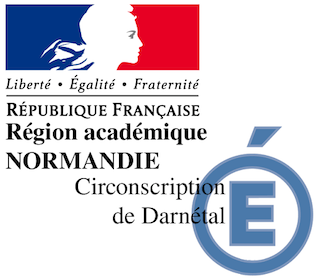 Liberté • Égalité • Fraternité
RÉPUBLIQUE FRANÇAISE
Région académique
NORMANDIE
Circonscription
de Darnétal
É